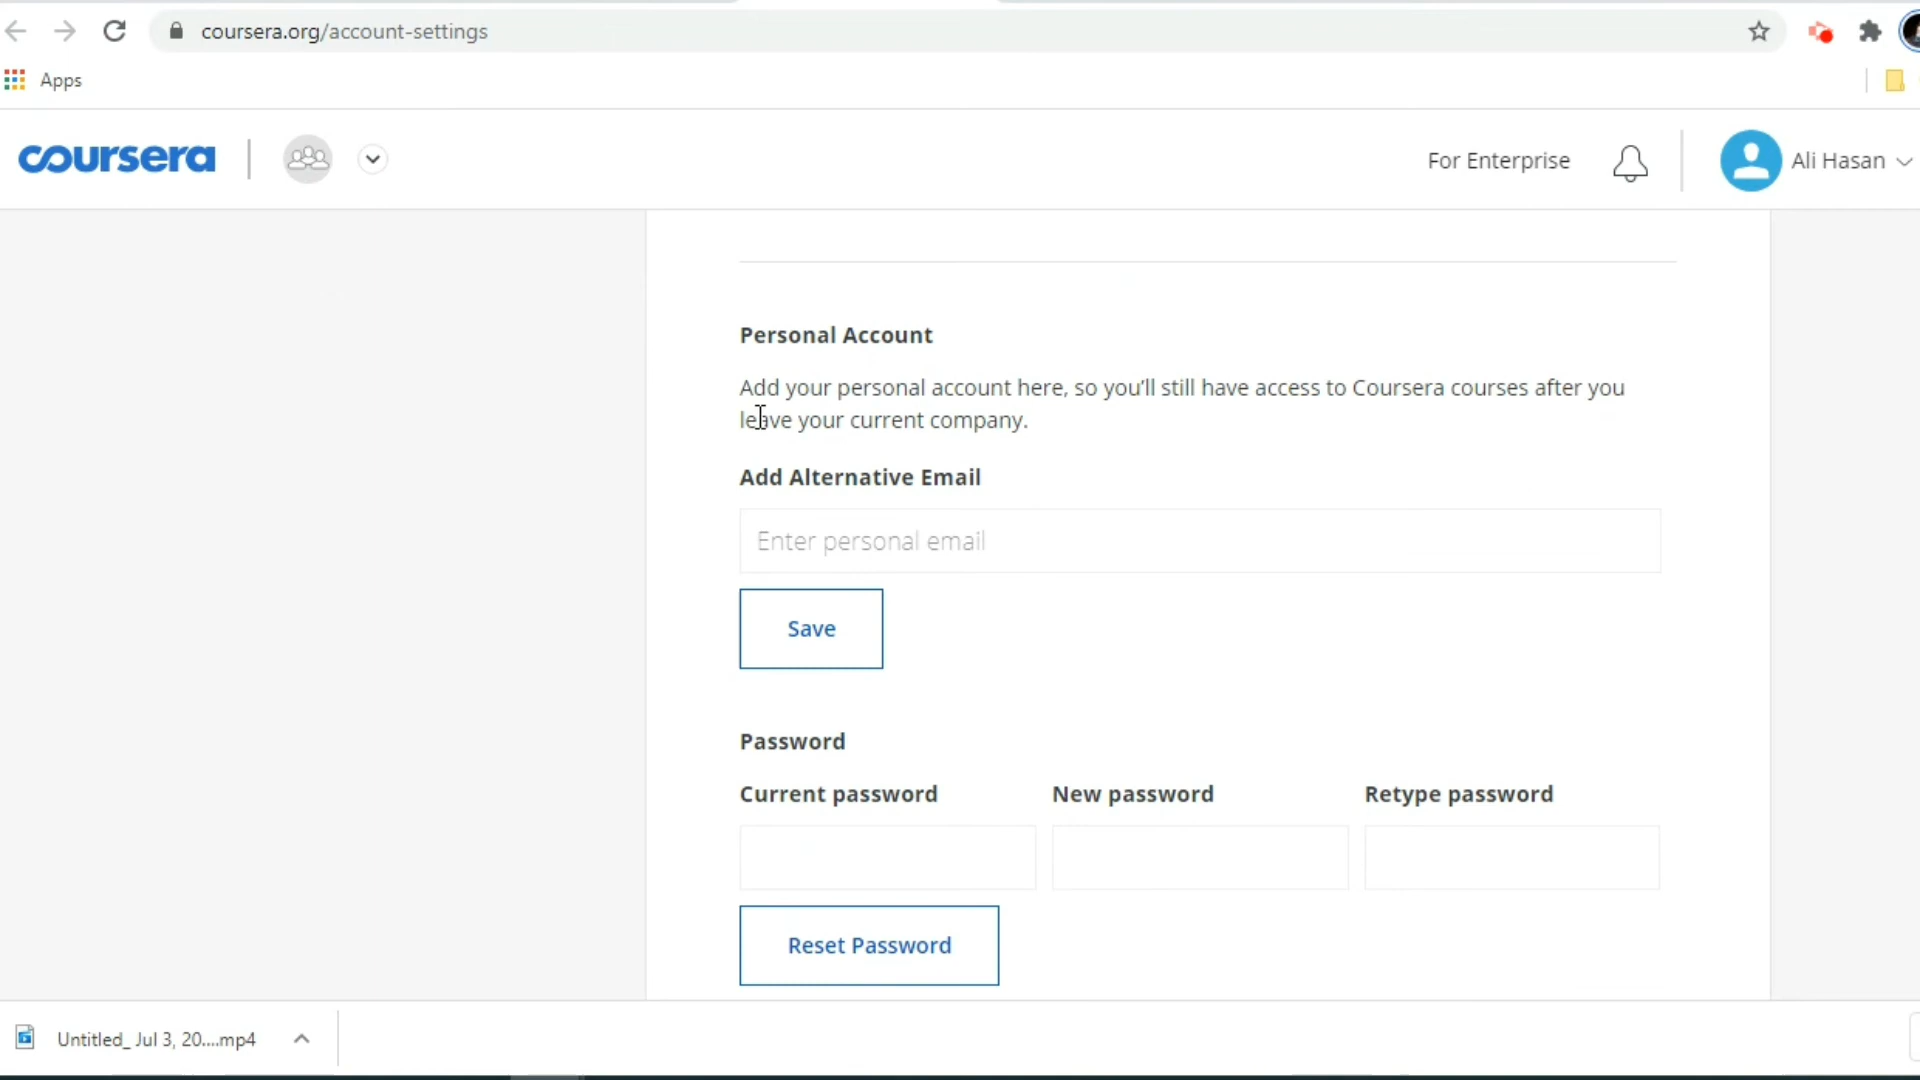 coursera.org/account-settings
Apps
coursera
For Enterprise
Ali Hasan
Personal Account
Add your personal account here, so you’ll still have access to Coursera courses after you
leave your current company.
Add Alternative Email
Enter personal email
Save
Password
Current password New password Retype password
Reset Password
Untitled_ Jul 3, 20....mp4